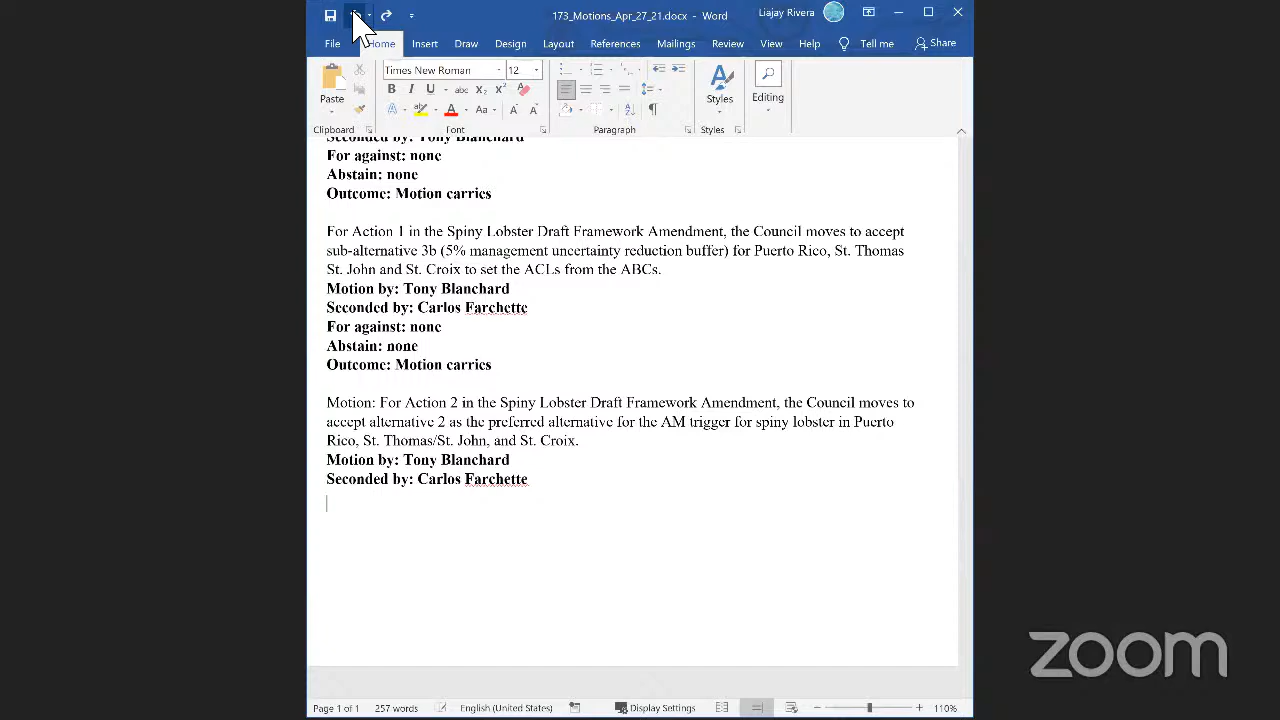 173_Motions_Apr_27_21.docx - Word
Liajay Rivera
File
Home
Insert
Draw
Design
Layout
References
Mailings
Review
View
Help
Tell me
Share
Times New Roman
12
Paste
Styles
Editing
Clipboard
Font
Paragraph
Styles
Seconded by: Tony Blanchard
For against: none
Abstain: none
Outcome: Motion carries
For Action 1 in the Spiny Lobster Draft Framework Amendment, the Council moves to accept
sub-alternative 3b (5% management uncertainty reduction buffer) for Puerto Rico, St. Thomas
St. John and St. Croix to set the ACLs from the ABCs.
Motion by: Tony Blanchard
Seconded by: Carlos Farchette
For against: none
Abstain: none
Outcome: Motion carries
Motion: For Action 2 in the Spiny Lobster Draft Framework Amendment, the Council moves to
accept alternative 2 as the preferred alternative for the AM trigger for spiny lobster in Puerto
Rico, St. Thomas/St. John, and St. Croix.
Motion by: Tony Blanchard
Seconded by: Carlos Farchette
Page 1 of 1
257 words
English (United States)
Display Settings
110%
zoom